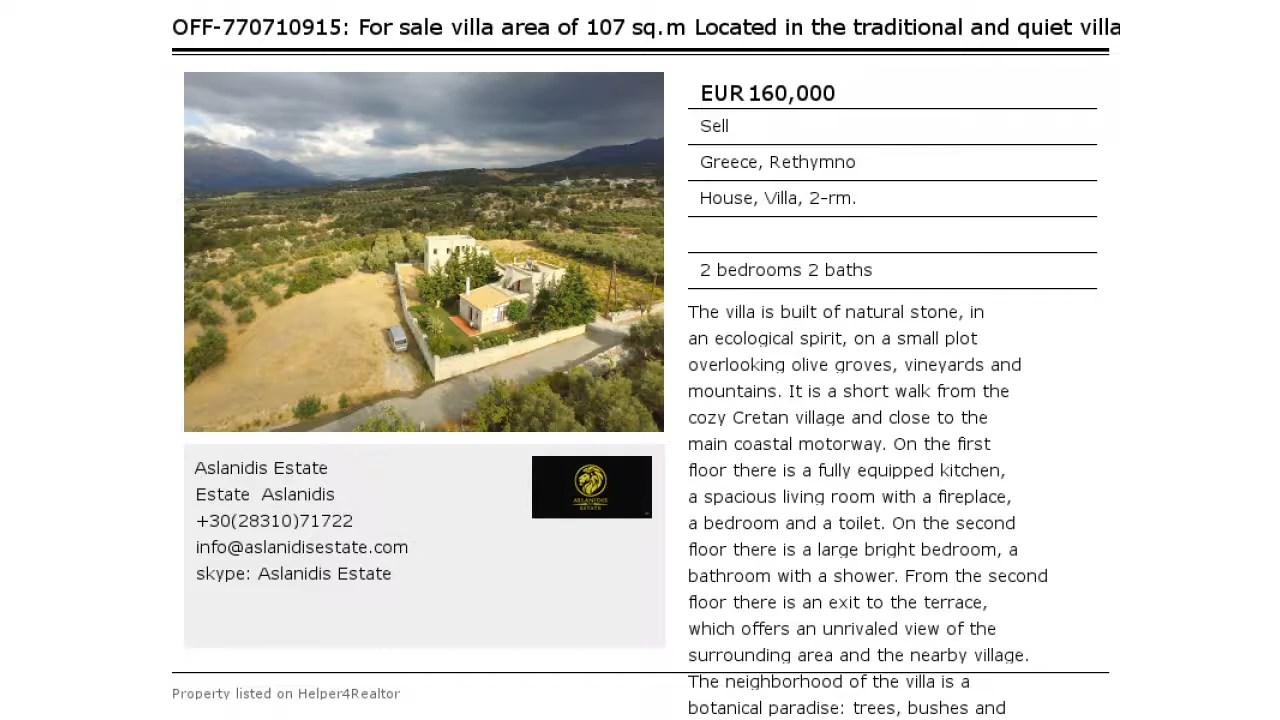 OFF-770710915: For sale villa area of 107 sq.m Located in the traditional and quiet villa
EUR 160,000
Sell
Greece, Rethymno
House, Villa, 2-rm.
2 bedrooms 2 baths
The villa is built of natural stone, in
an ecological spirit, on a small plot
overlooking olive groves, vineyards and
mountains. It is a short walk from the
cozy Cretan village and close to the
main coastal motorway. On the first
floor there is a fully equipped kitchen,
a spacious living room with a fireplace,
a bedroom and a toilet. On the second
floor there is a large bright bedroom, a
bathroom with a shower. From the second
floor there is an exit to the terrace,
which offers an unrivaled view of the
surrounding area and the nearby village.
The neighborhood of the villa is a
botanical paradise: trees, bushes and
Aslanidis Estate
Estate  Aslanidis
+30(28310)71722
info@aslanidisestate.com
skype: Aslanidis Estate
ASLANIDIS
ESTATE
Property listed on Helper4Realtor